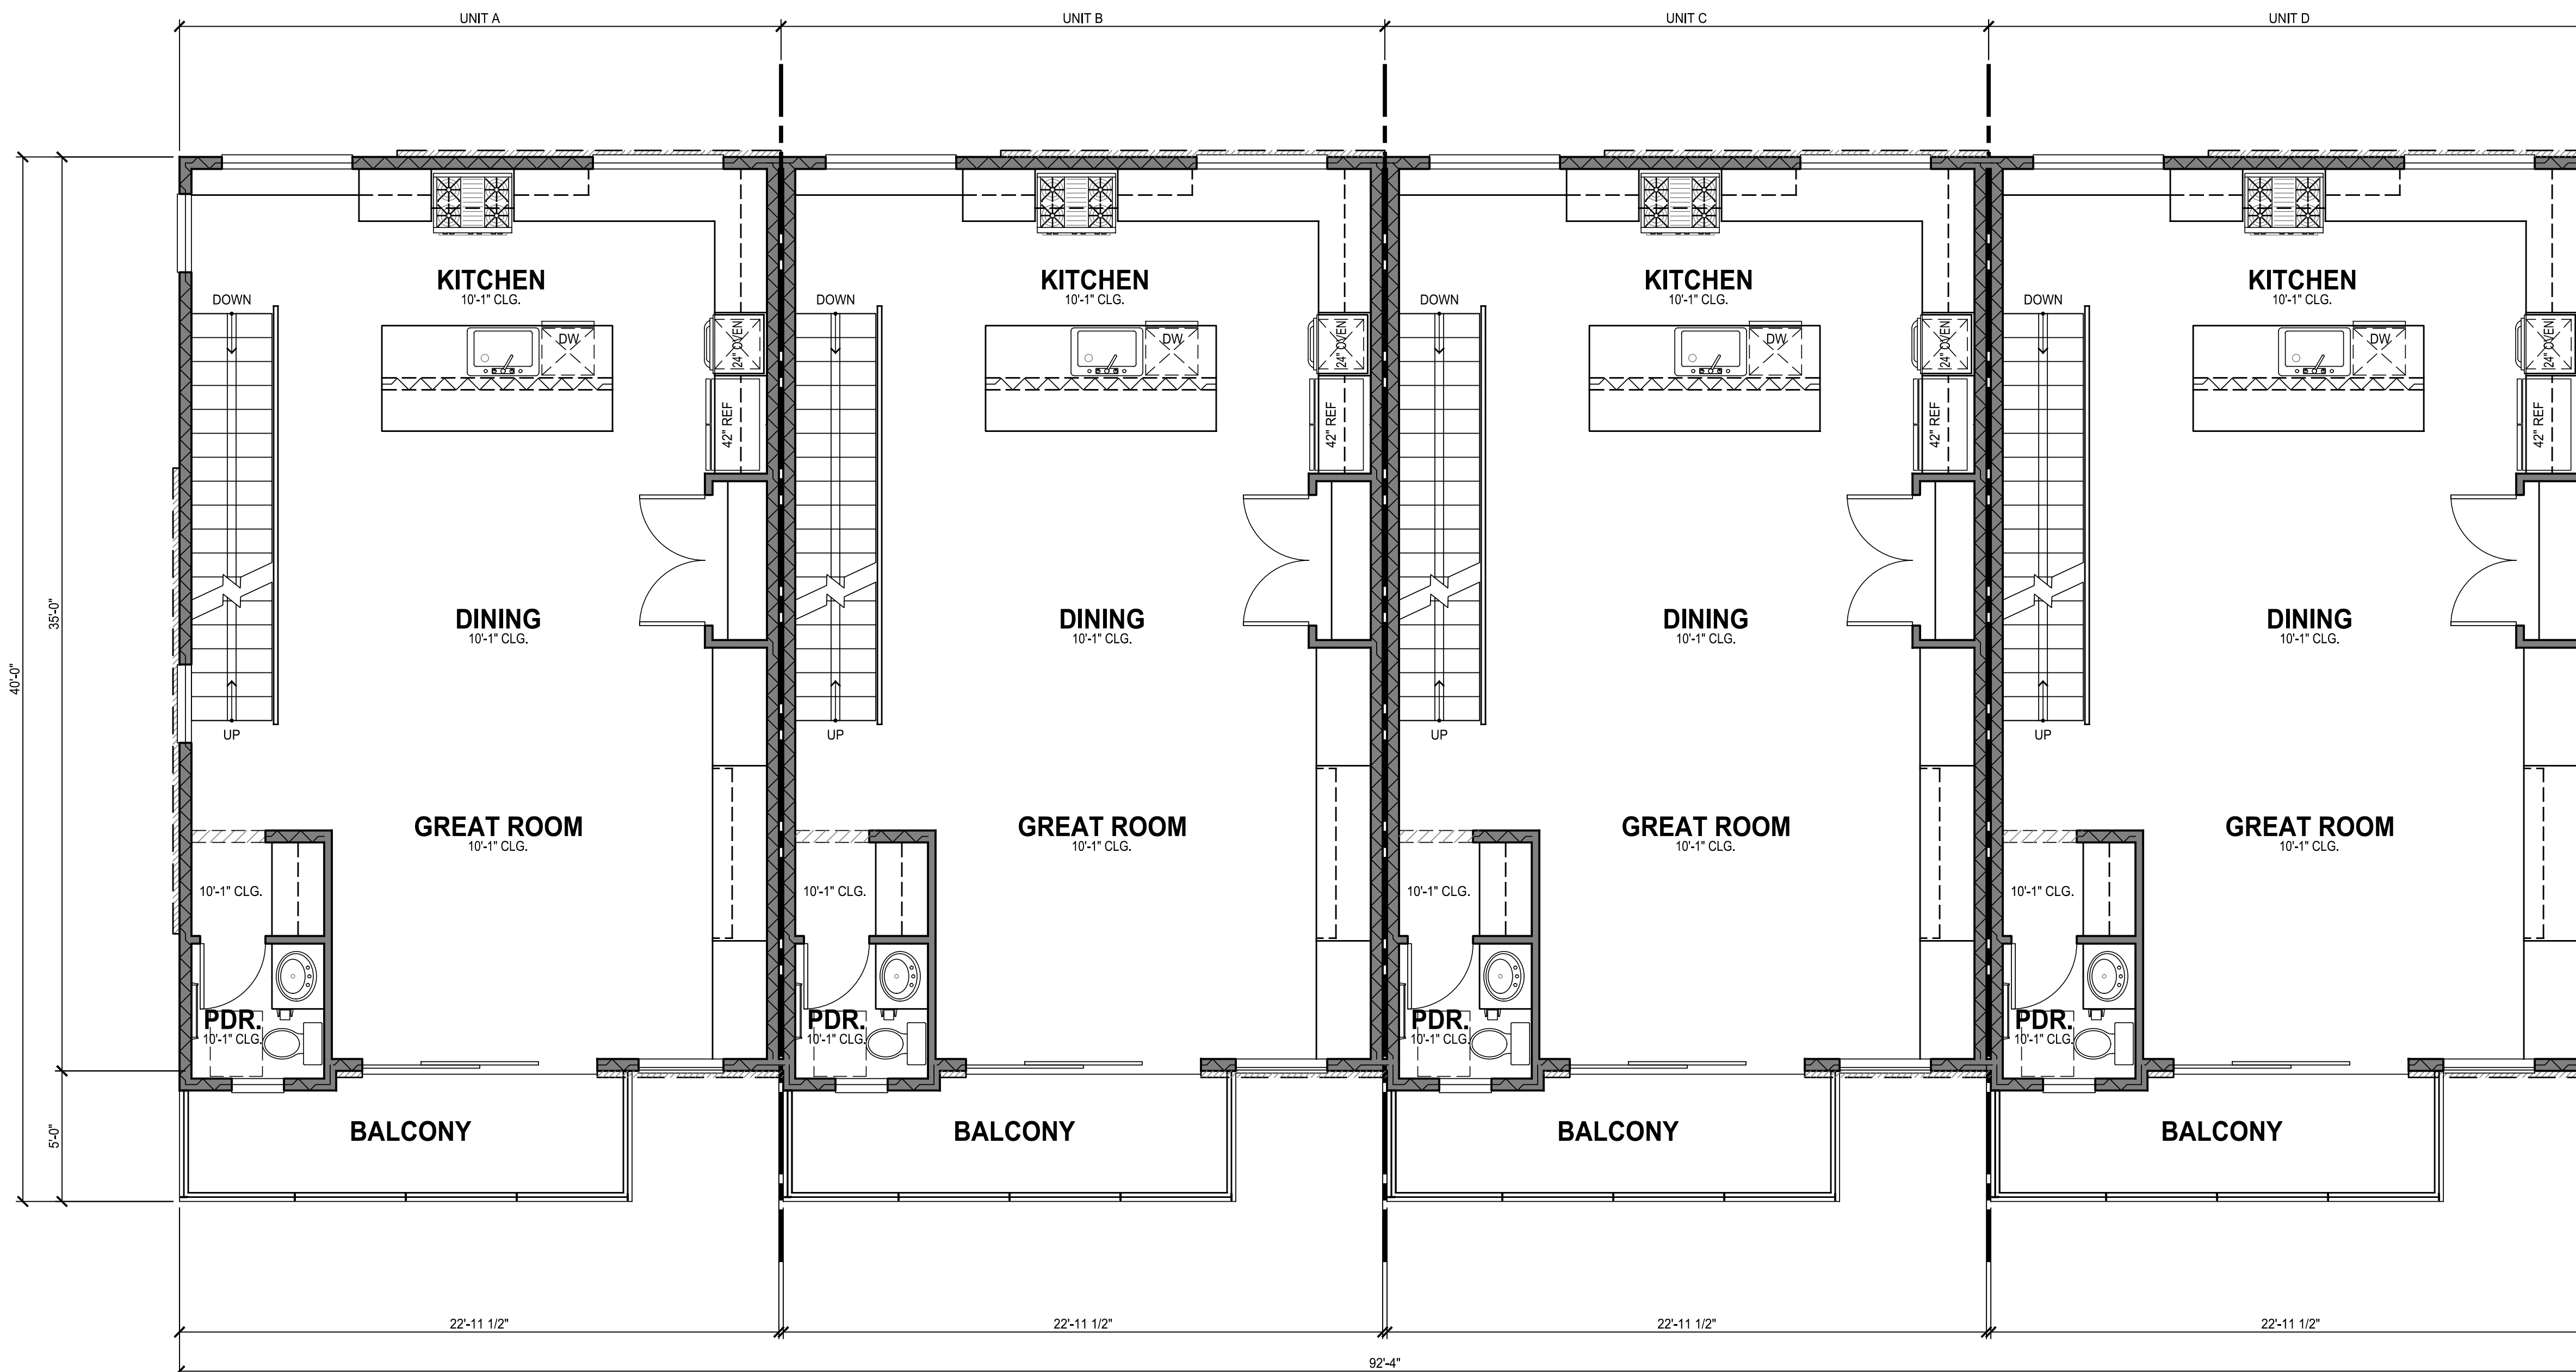 UNIT A
UNIT B
UNIT C
UNIT D
KITCHEN
10'-1" CLG.
KITCHEN
10'-1" CLG.
KITCHEN
10'-1" CLG.
KITCHEN
10'-1" CLG.
DOWN
DOWN
DOWN
DOWN
DW
DW
DW
DW
24" OVEN
24" OVEN
24" OVEN
24" OVEN
42" REF
42" REF
42" REF
42" REF
35'-0"
40'-0"
DINING
10'-1" CLG.
DINING
10'-1" CLG.
DINING
10'-1" CLG.
DINING
10'-1" CLG.
UP
UP
UP
UP
GREAT ROOM
10'-1" CLG.
GREAT ROOM
10'-1" CLG.
GREAT ROOM
10'-1" CLG.
GREAT ROOM
10'-1" CLG.
10'-1" CLG.
10'-1" CLG.
10'-1" CLG.
10'-1" CLG.
PDR.
10'-1" CLG.
PDR.
10'-1" CLG.
PDR.
10'-1" CLG.
PDR.
10'-1" CLG.
5'-0"
BALCONY
BALCONY
BALCONY
BALCONY
22'-11 1/2"
22'-11 1/2"
22'-11 1/2"
22'-11 1/2"
92'-4"